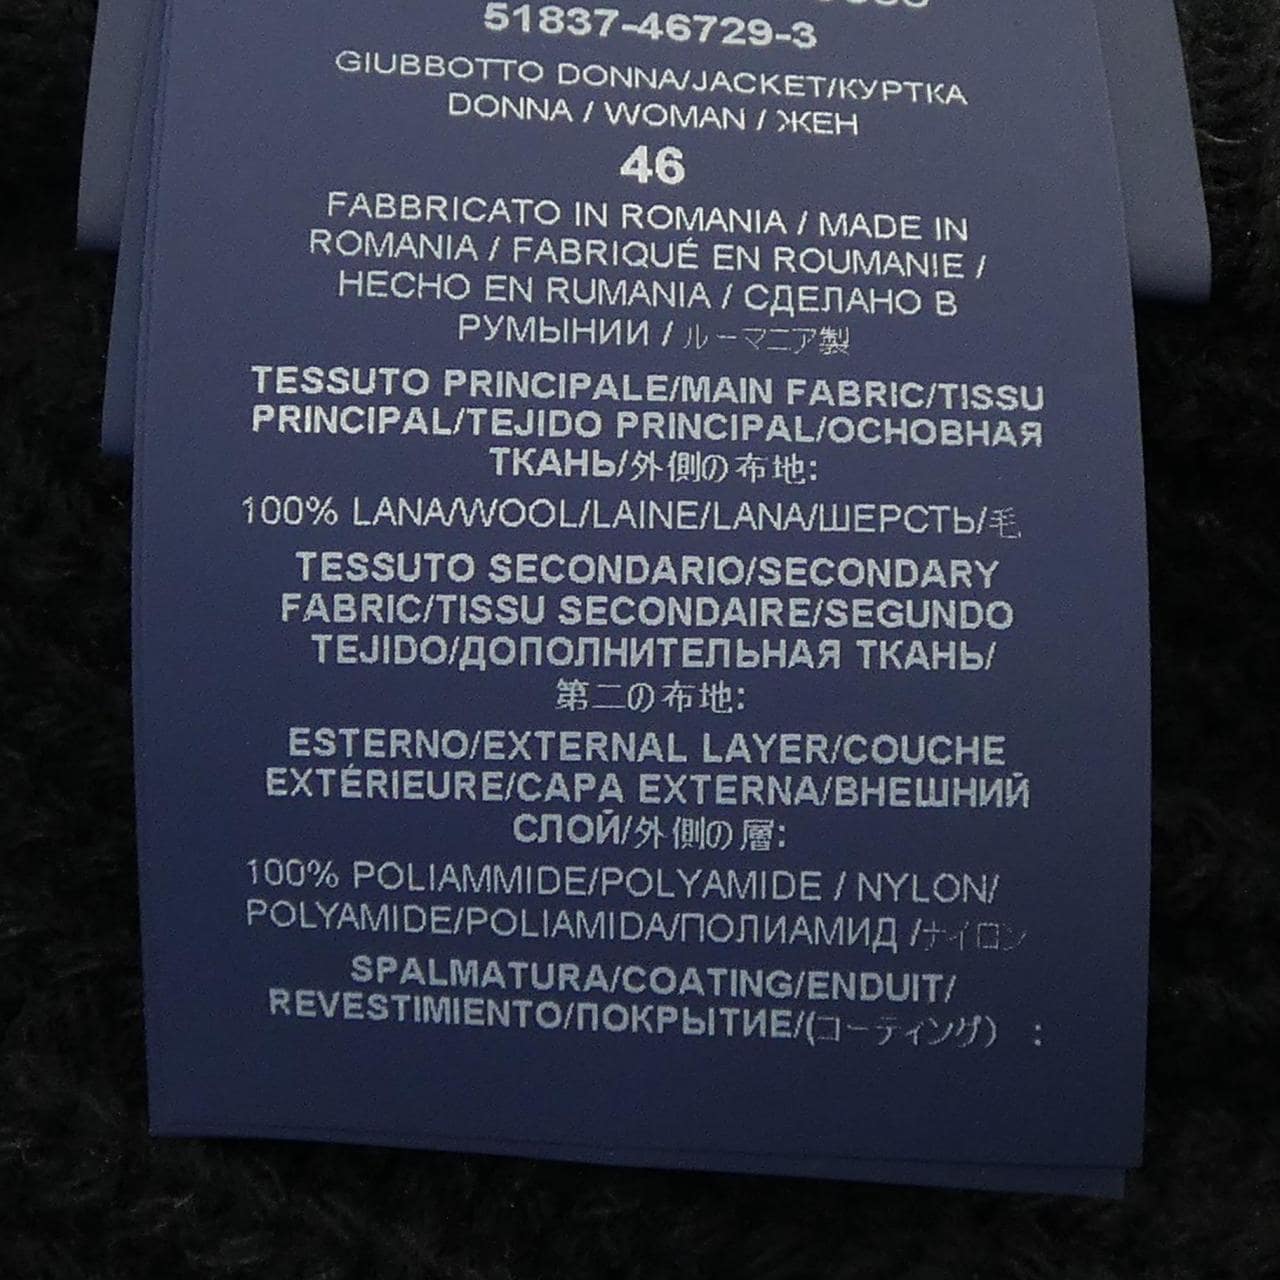 51837-46729-3
GIUBBOTTO DONNA/JACKET/КУРТКА
DONNA / WOMAN / ЖЕН
46
FABBRICATO IN ROMANIA / MADE IN
ROMANIA / FABRIQUÉ EN ROUMANIE /
HECHO EN RUMANIA / СДЕЛАНО В
РУМЫНИИ / ルーマニア製
TESSUTO PRINCIPALE/MAIN FABRIC/TISSU
PRINCIPAL/TEJIDO PRINCIPAL/ОСНОВНАЯ
ТКАНЬ/外側の布地:
100% LANA/WOOL/LAINE/LANA/ШЕРСТЬ/毛
TESSUTO SECONDARIO/SECONDARY
FABRIC/TISSU SECONDAIRE/SEGUNDO
TEJIDO/ДОПОЛНИТЕЛЬНАЯ ТКАНЬ/
第二の布地:
ESTERNO/EXTERNAL LAYER/COUCHE
EXTÉRIEURE/CAPA EXTERNA/ВНЕШНИЙ
СЛОЙ/外側の層:
100% POLIAMMIDE/POLYAMIDE / NYLON/
POLYAMIDE/POLIAMIDA/ПОЛИАМИД /ナイロン
SPALMATURA/COATING/ENDUIT/
REVESTIMIENTO/ПОКРЫТИЕ/(コーティング) :